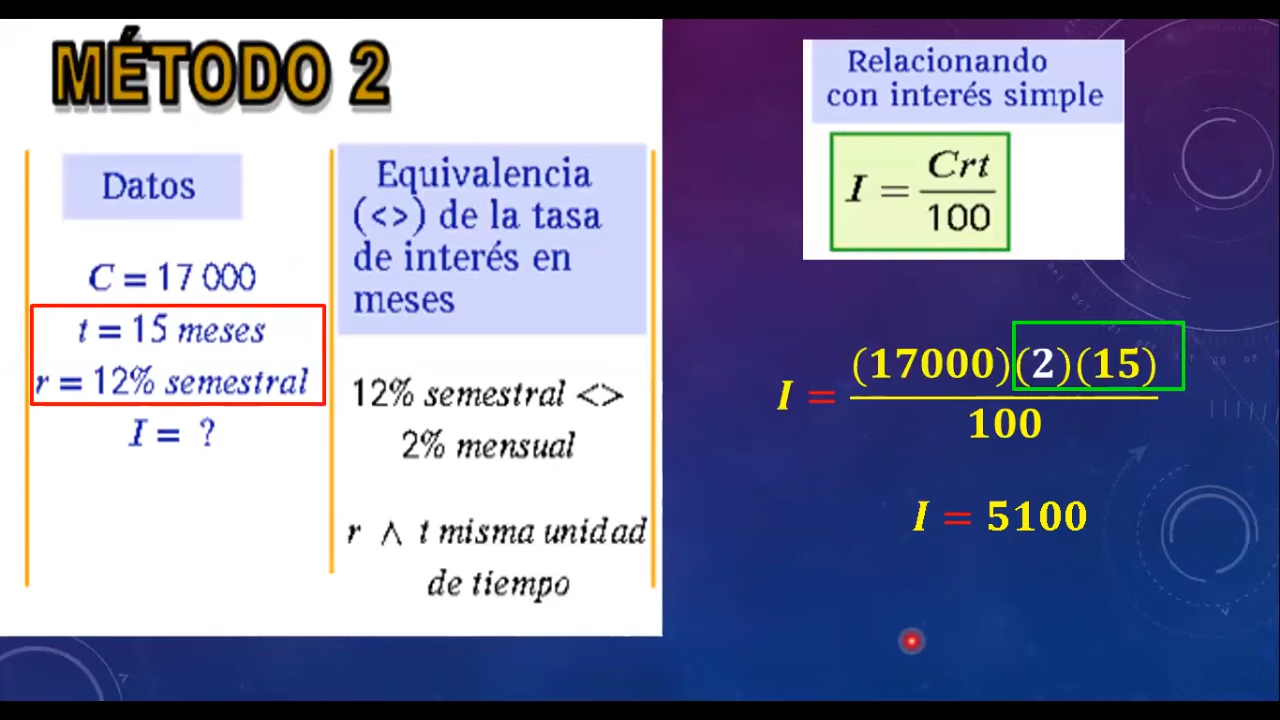 MÉTODO 2
Datos
C = 17 000
t = 15 meses
r = 12% semestral
I = ?
Equivalencia
(<>) de la tasa
de interés en
meses
12% semestral <>
2% mensual
r ∧ t misma unidad
de tiempo
Relacionando
con interés simple
I = Crt
100
I = (17000)(2)(15)
100
I = 5100